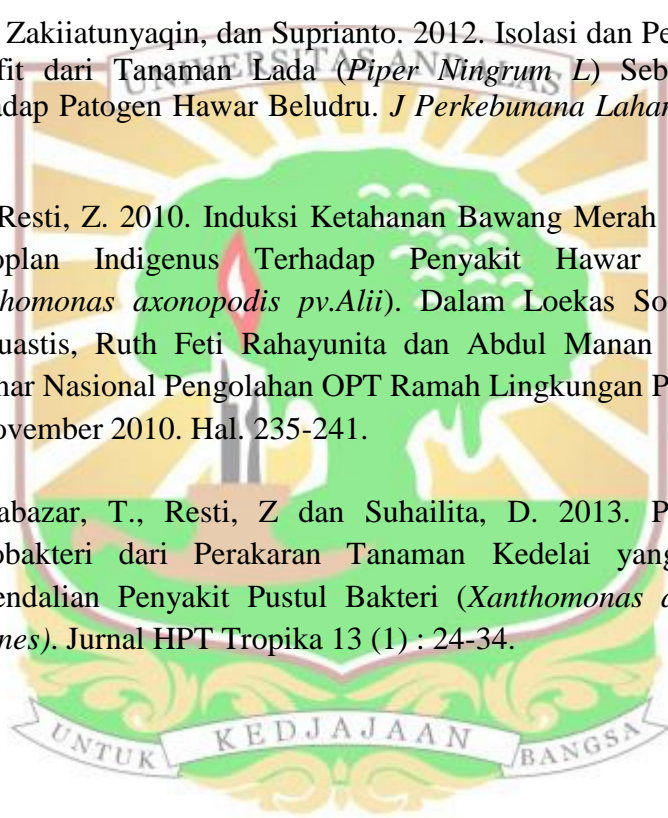 Zakiiatunyaqin, dan Suprianto. 2012. Isolasi dan Pe
UNIVERSITAS ANDALAS
fit dari Tanaman Lada (Piper Ningrum L) Seb
adap Patogen Hawar Beludru. J Perkebunana Lahan
Resti, Z. 2010. Induksi Ketahanan Bawang Merah
oplan Indigenus Terhadap Penyakit Hawar
thomonas axonopodis pv.Alii). Dalam Loekas So
uastis, Ruth Feti Rahayunita dan Abdul Manan
nar Nasional Pengolahan OPT Ramah Lingkungan P
ovember 2010. Hal. 235-241.
abazar, T., Resti, Z dan Suhailita, D. 2013. P
obakteri dari Perakaran Tanaman Kedelai yang
endalian Penyakit Pustul Bakteri (Xanthomonas a
nes). Jurnal HPT Tropika 13 (1) : 24-34.
UNTUK KEDJAJAAN BANGSA